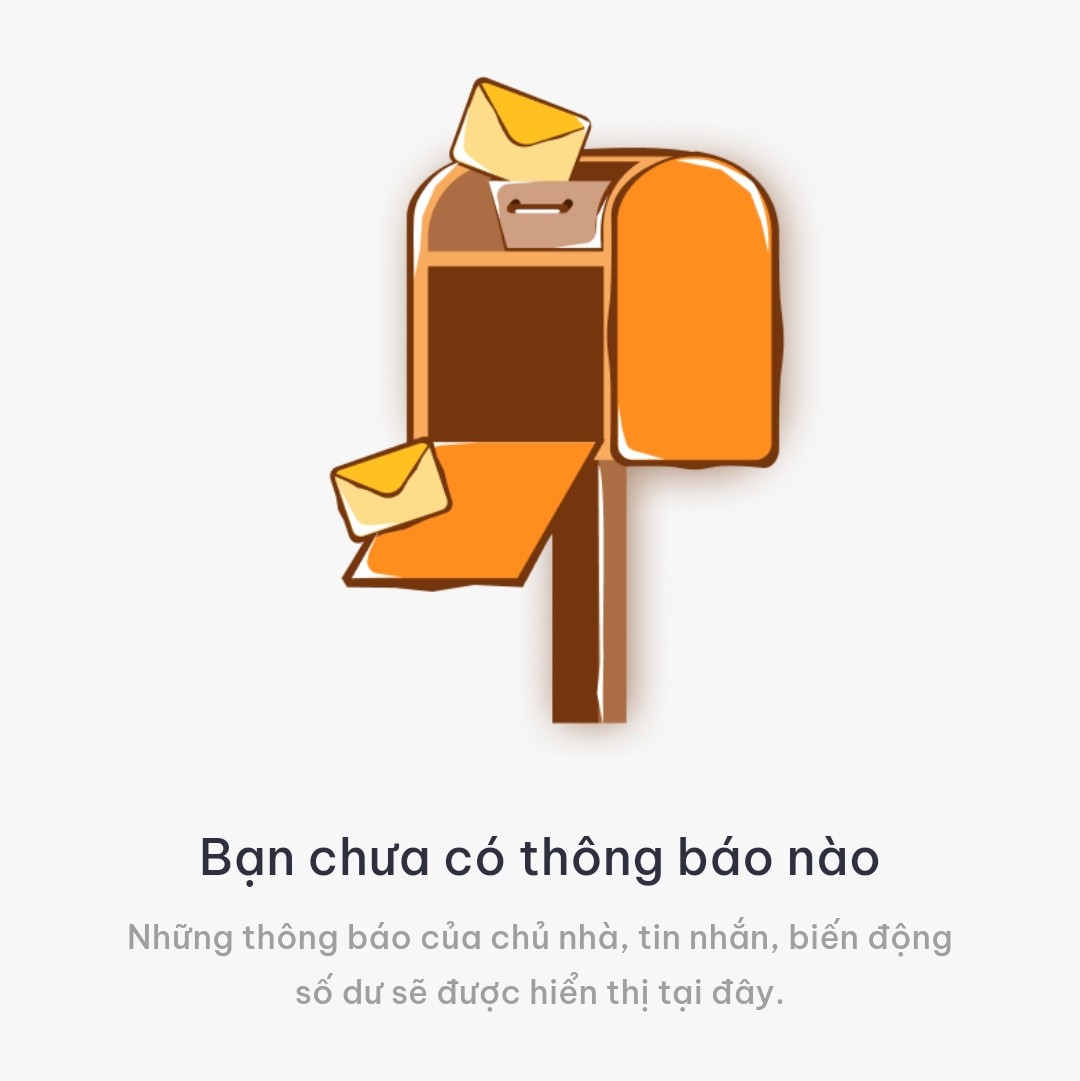 Bạn chưa có thông báo nào
Những thông báo của chủ nhà, tin nhắn, biến động
số dư sẽ được hiển thị tại đây.